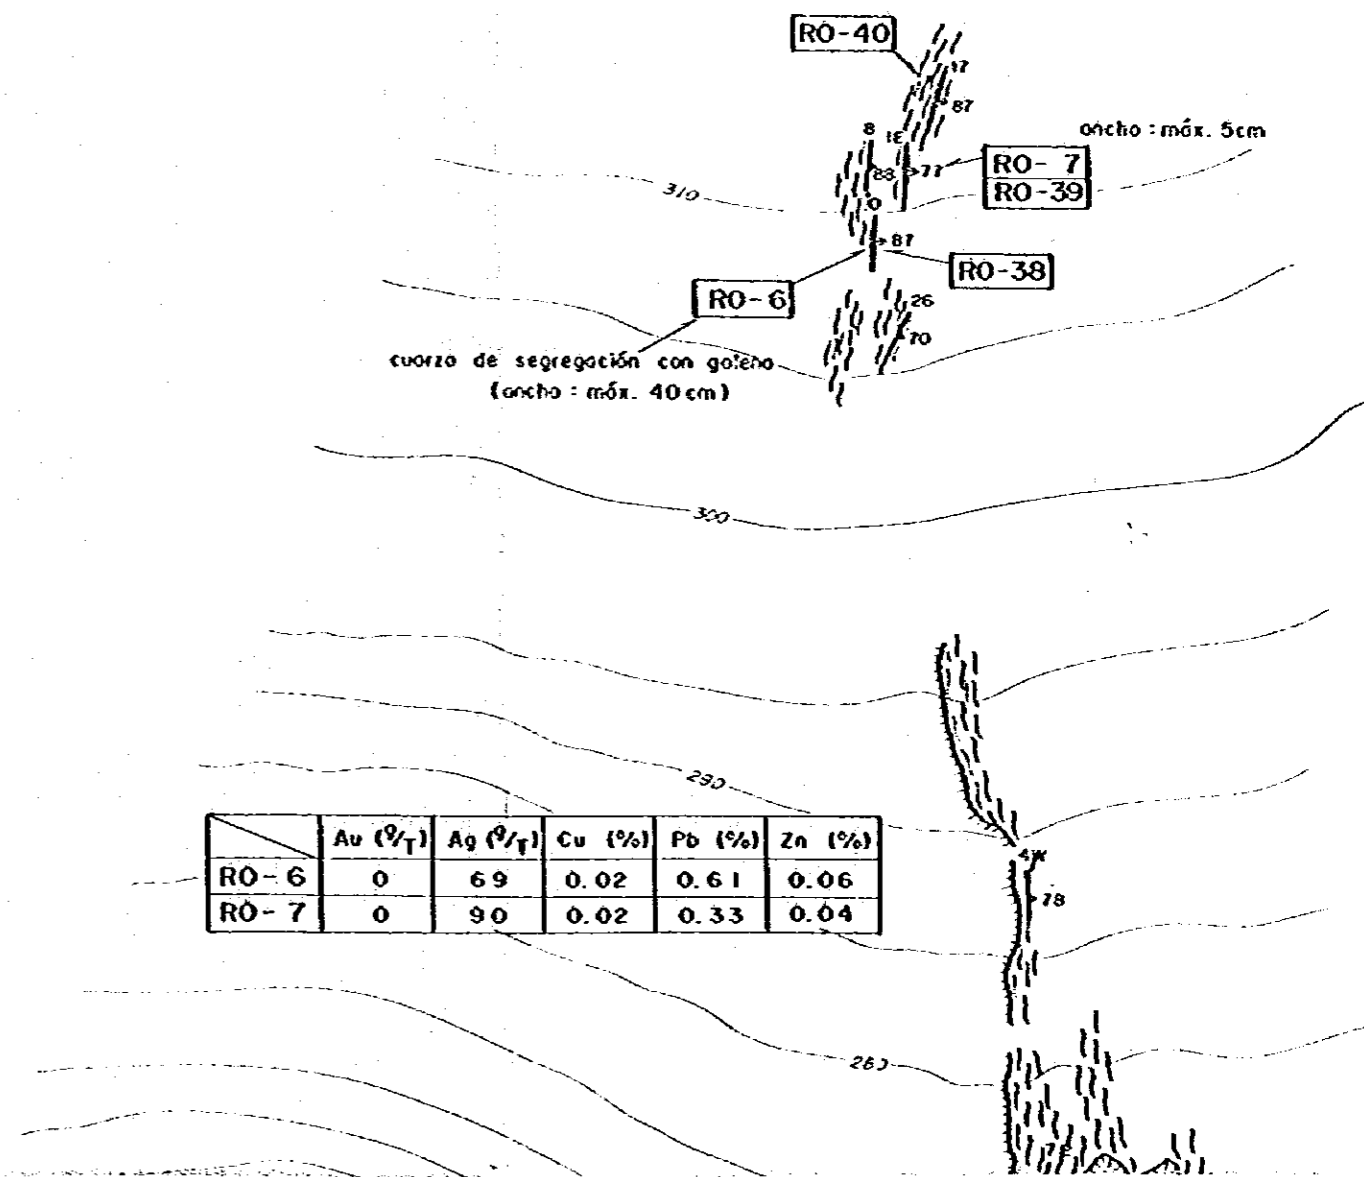 RO-40
17
87
ancho : máx. 5cm
8
1E
83
77
RO- 7
RO-39
310
0
87
RO-38
RO-6
26
70
cuarzo de segregación con galena
(ancho : máx. 40 cm)
300
290
Au (g/T) Ag (g/T) Cu (%) Pb (%) Zn (%)
RO- 6 0 69 0.02 0.61 0.06
RO- 7 0 90 0.02 0.33 0.04
4W
78
260